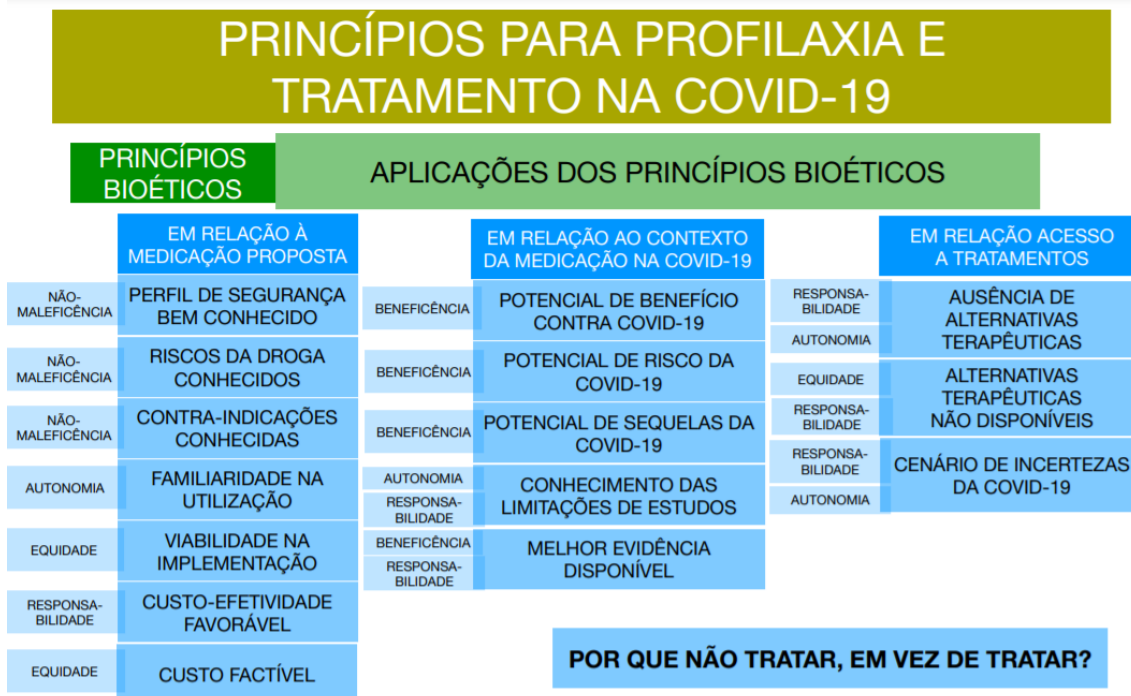 PRINCÍPIOS PARA PROFILAXIA E
TRATAMENTO NA COVID-19
PRINCÍPIOS
BIOÉTICOS
APLICAÇÕES DOS PRINCÍPIOS BIOÉTICOS
EM RELAÇÃO À
MEDICAÇÃO PROPOSTA
NÃO-
MALEFICÊNCIA
PERFIL DE SEGURANÇA
BEM CONHECIDO
NÃO-
MALEFICÊNCIA
RISCOS DA DROGA
CONHECIDOS
NÃO-
MALEFICÊNCIA
CONTRA-INDICAÇÕES
CONHECIDAS
AUTONOMIA
FAMILIARIDADE NA
UTILIZAÇÃO
EQUIDADE
VIABILIDADE NA
IMPLEMENTAÇÃO
RESPONSA-
BILIDADE
CUSTO-EFETIVIDADE
FAVORÁVEL
EQUIDADE
CUSTO FACTÍVEL
EM RELAÇÃO AO CONTEXTO
DA MEDICAÇÃO NA COVID-19
BENEFICÊNCIA
POTENCIAL DE BENEFÍCIO
CONTRA COVID-19
BENEFICÊNCIA
POTENCIAL DE RISCO DA
COVID-19
BENEFICÊNCIA
POTENCIAL DE SEQUELAS DA
COVID-19
AUTONOMIA
RESPONSA-
BILIDADE
CONHECIMENTO DAS
LIMITAÇÕES DE ESTUDOS
BENEFICÊNCIA
RESPONSA-
BILIDADE
MELHOR EVIDÊNCIA
DISPONÍVEL
EM RELAÇÃO ACESSO
A TRATAMENTOS
RESPONSA-
BILIDADE
AUTONOMIA
AUSÊNCIA DE
ALTERNATIVAS
TERAPÊUTICAS
EQUIDADE
RESPONSA-
BILIDADE
ALTERNATIVAS
TERAPÊUTICAS
NÃO DISPONÍVEIS
RESPONSA-
BILIDADE
AUTONOMIA
CENÁRIO DE INCERTEZAS
DA COVID-19
POR QUE NÃO TRATAR, EM VEZ DE TRATAR?